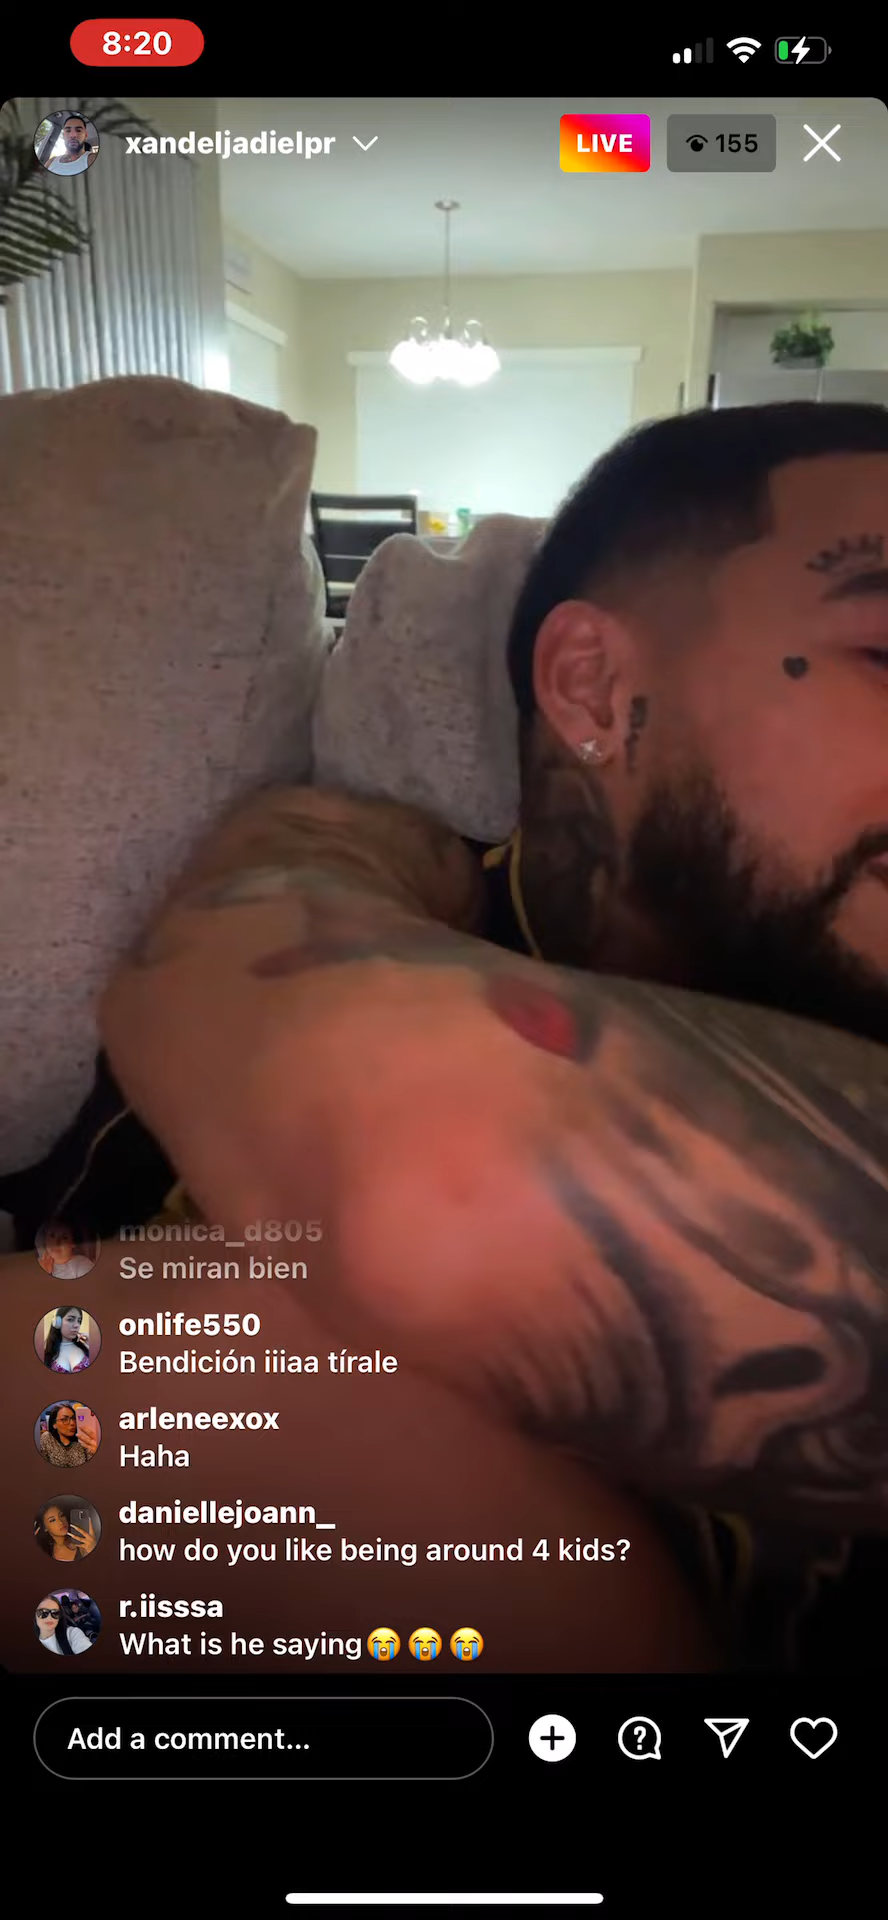 8:20
xandeljadielpr
LIVE
155
monica_d805
Se miran bien
onlife550
Bendición iiiaa tírale
arleneexox
Haha
daniellejoann_
how do you like being around 4 kids?
r.iisssa
What is he saying😭😭😭
Add a comment...